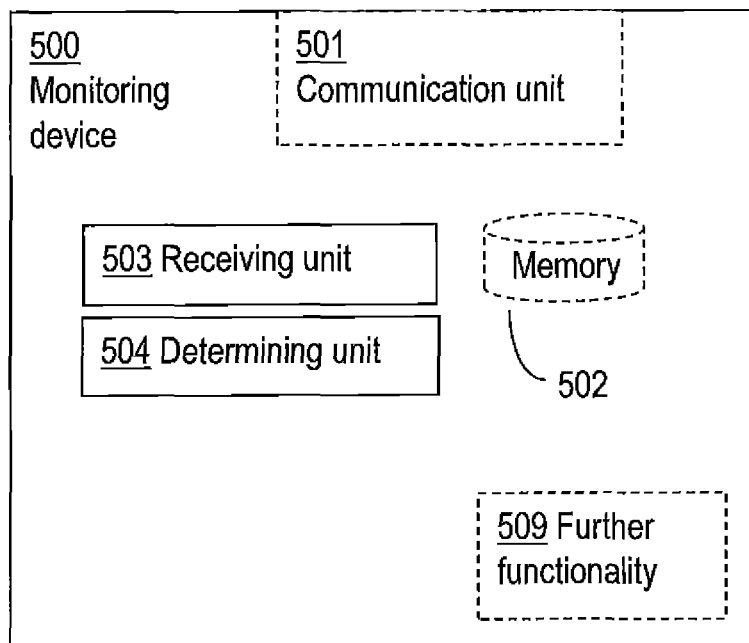 500
Monitoring
device
501
Communication unit
503 Receiving unit
Memory
504 Determining unit
502
509 Further
functionality